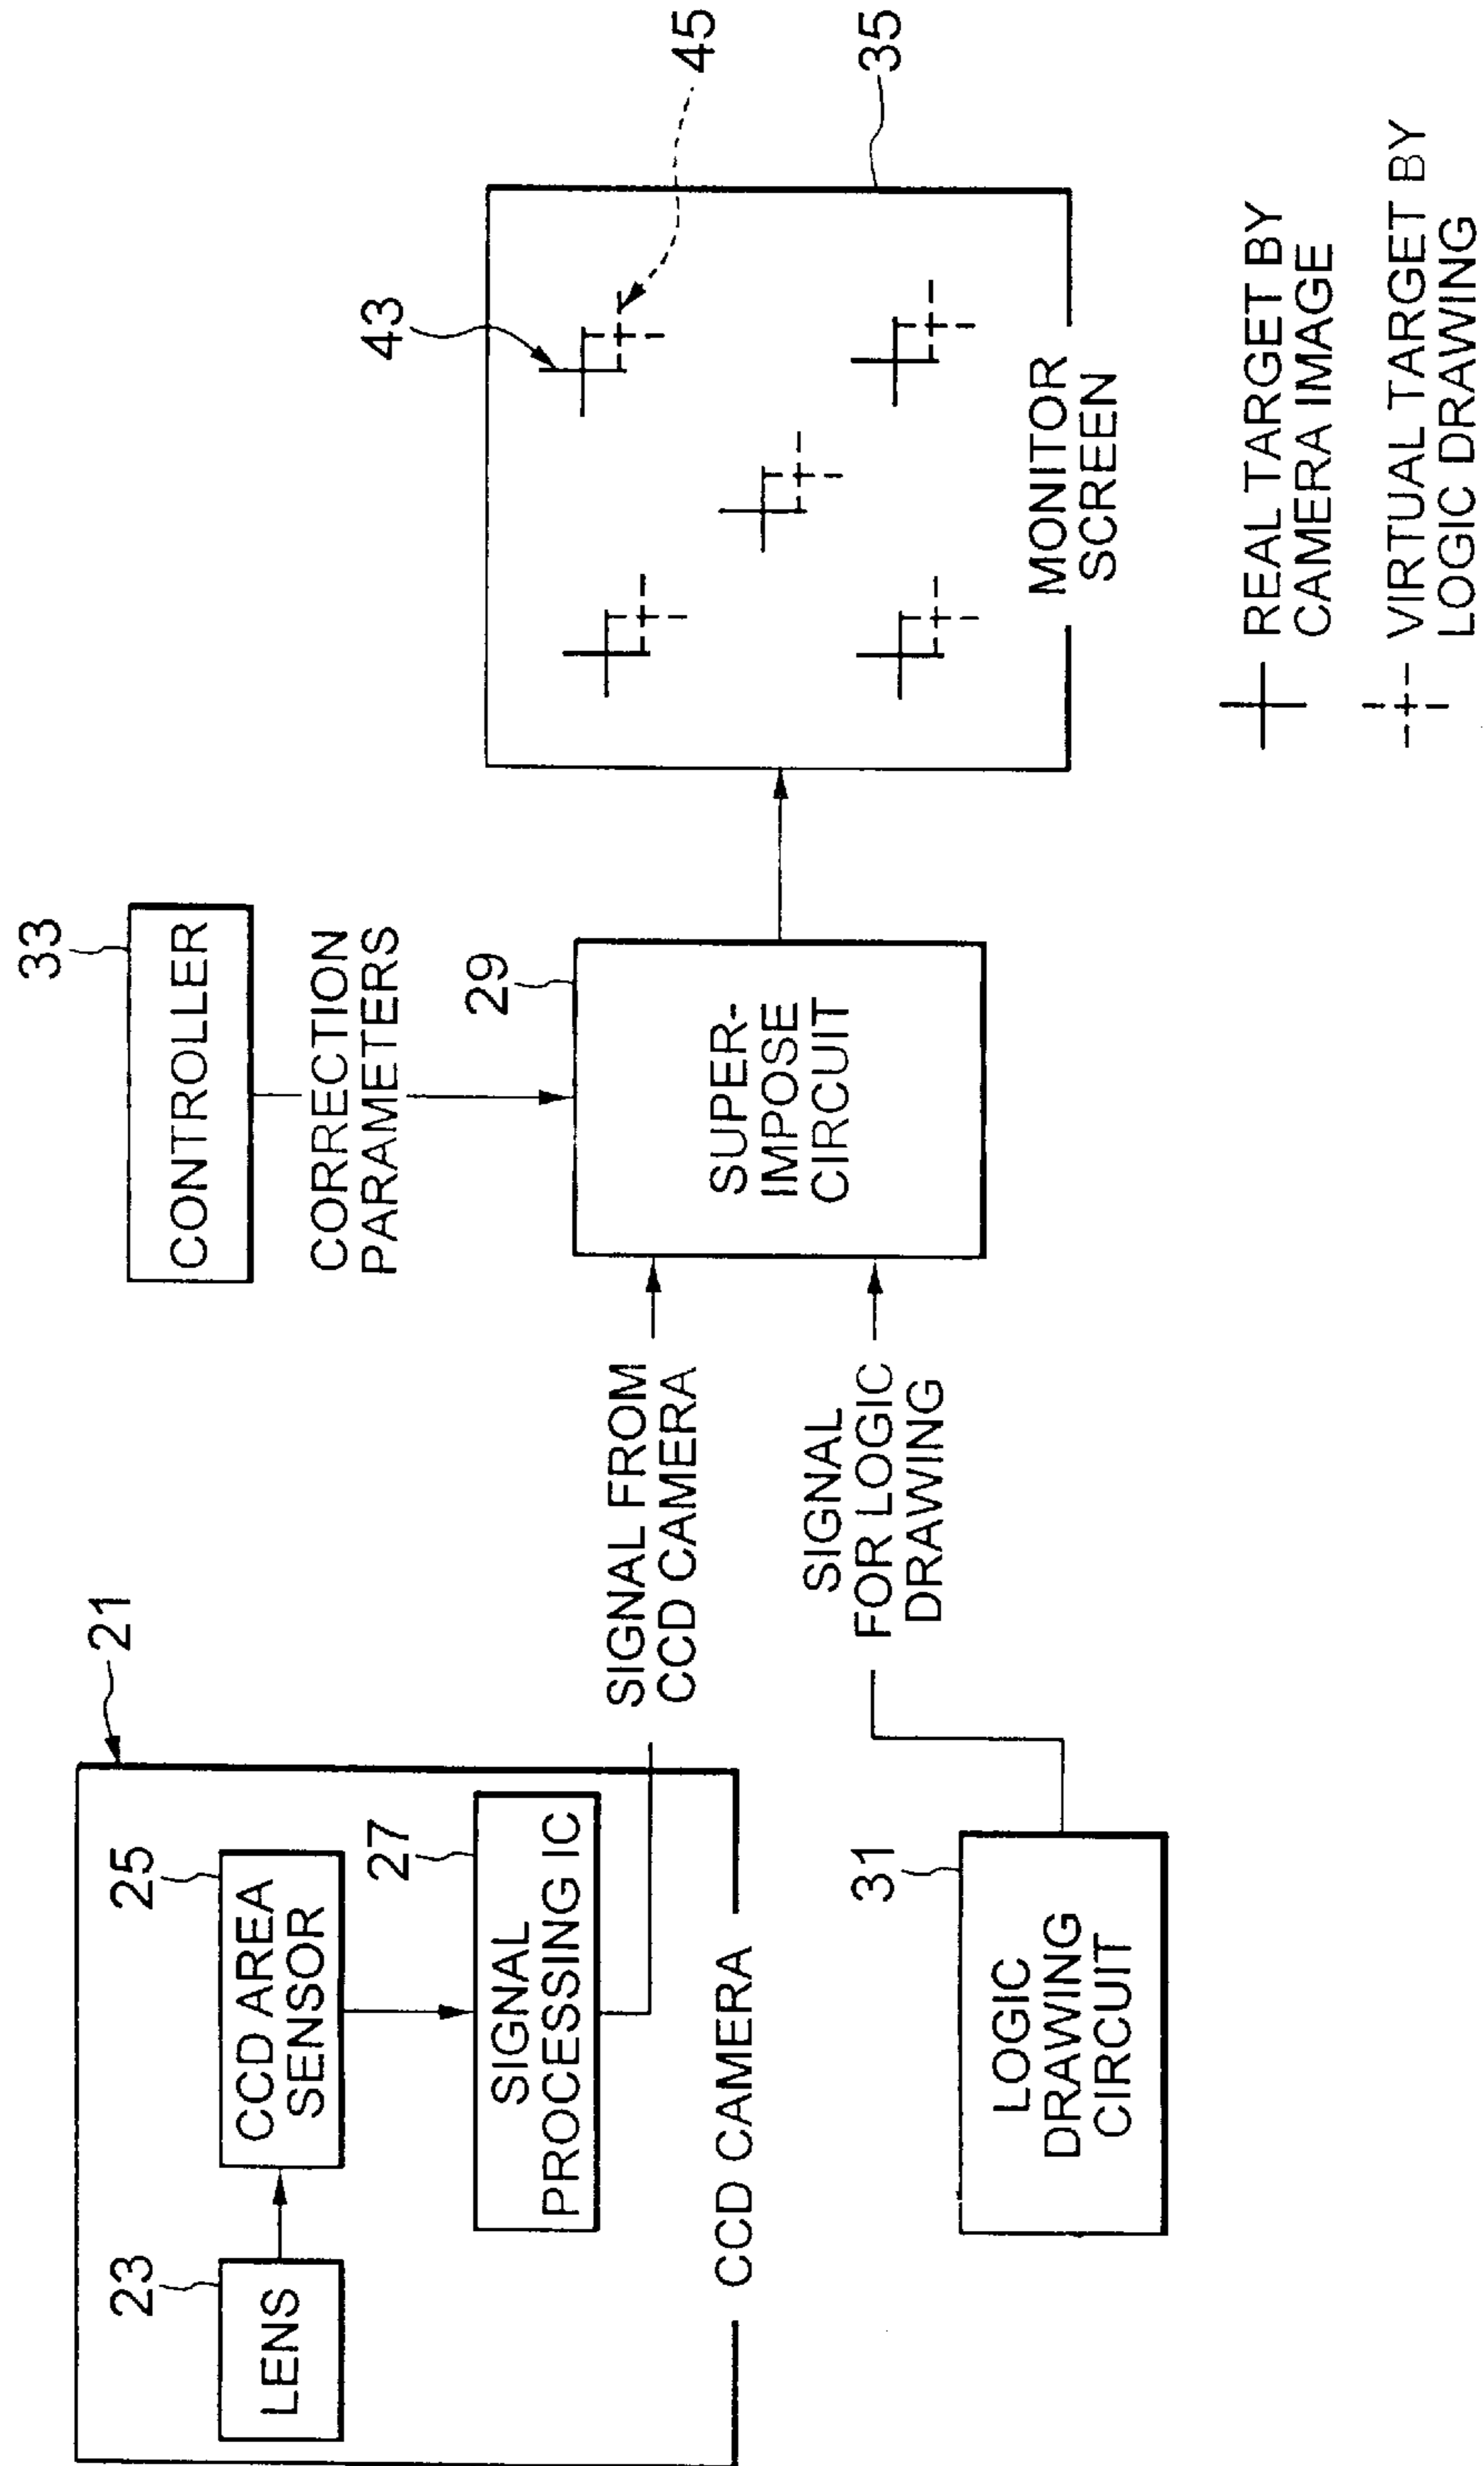 21
23
LENS
25
CCD AREA
SENSOR
27
SIGNAL
PROCESSING IC
CCD CAMERA
SIGNAL FROM
CCD CAMERA
31
LOGIC
DRAWING
CIRCUIT
SIGNAL
FOR LOGIC
DRAWING
33
CONTROLLER
CORRECTION
PARAMETERS
29
SUPER-
IMPOSE
CIRCUIT
43
45
35
MONITOR
SCREEN
REAL TARGET BY
CAMERA IMAGE
VIRTUAL TARGET BY
LOGIC DRAWING